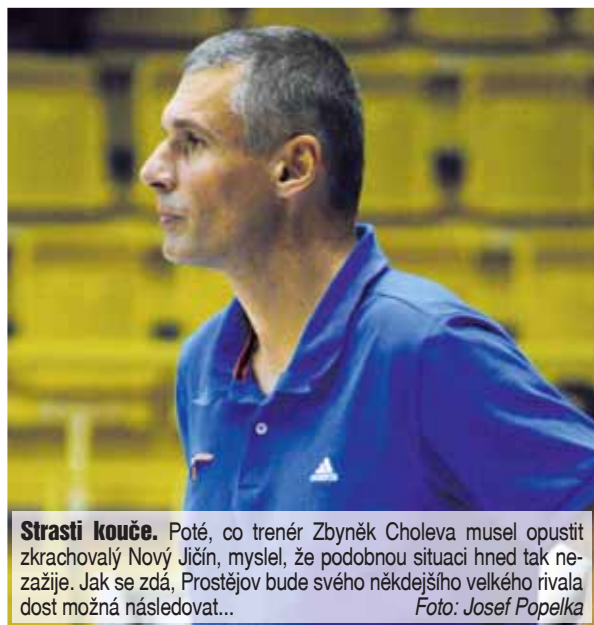 Strasti kouče. Poté, co trenér Zbyněk Choleva musel opustit
zkrachovalý Nový Jičín, myslel, že podobnou situaci hned tak ne-
zažije. Jak se zdá, Prostějov bude svého někdejšího velkého rivala
dost možná následovat... Foto: Josef Popelka